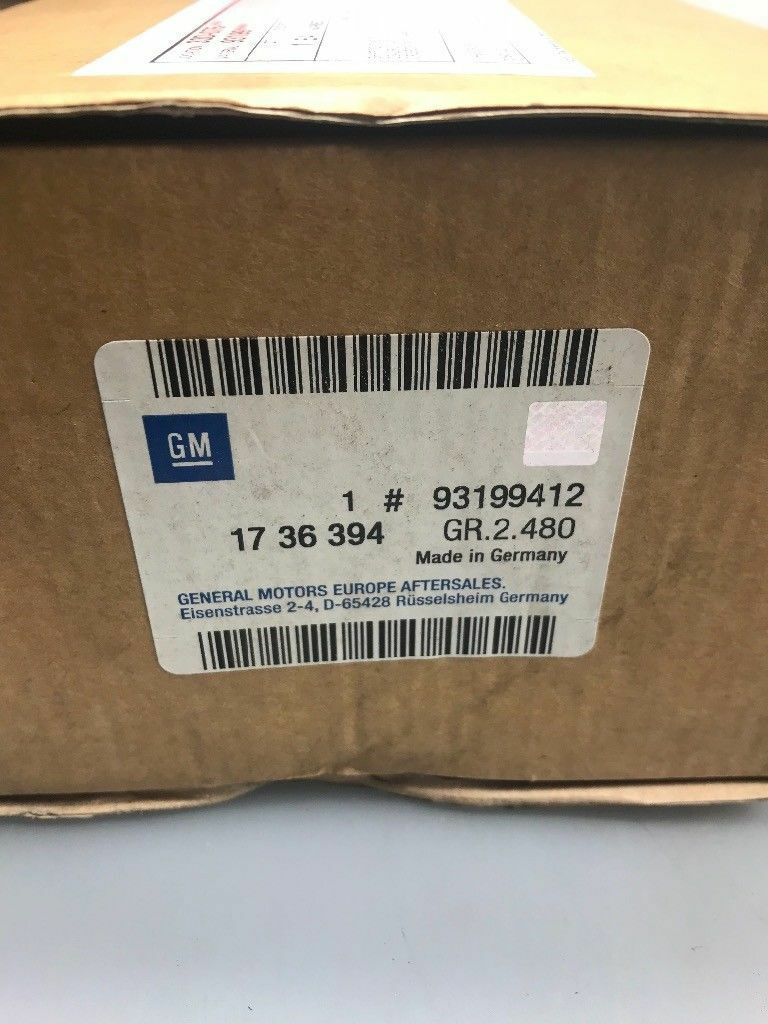 GM
1 # 93199412
17 36 394 GR.2.480
Made in Germany
GENERAL MOTORS EUROPE AFTERSALES.
Eisenstrasse 2-4, D-65428 Rüsselsheim Germany